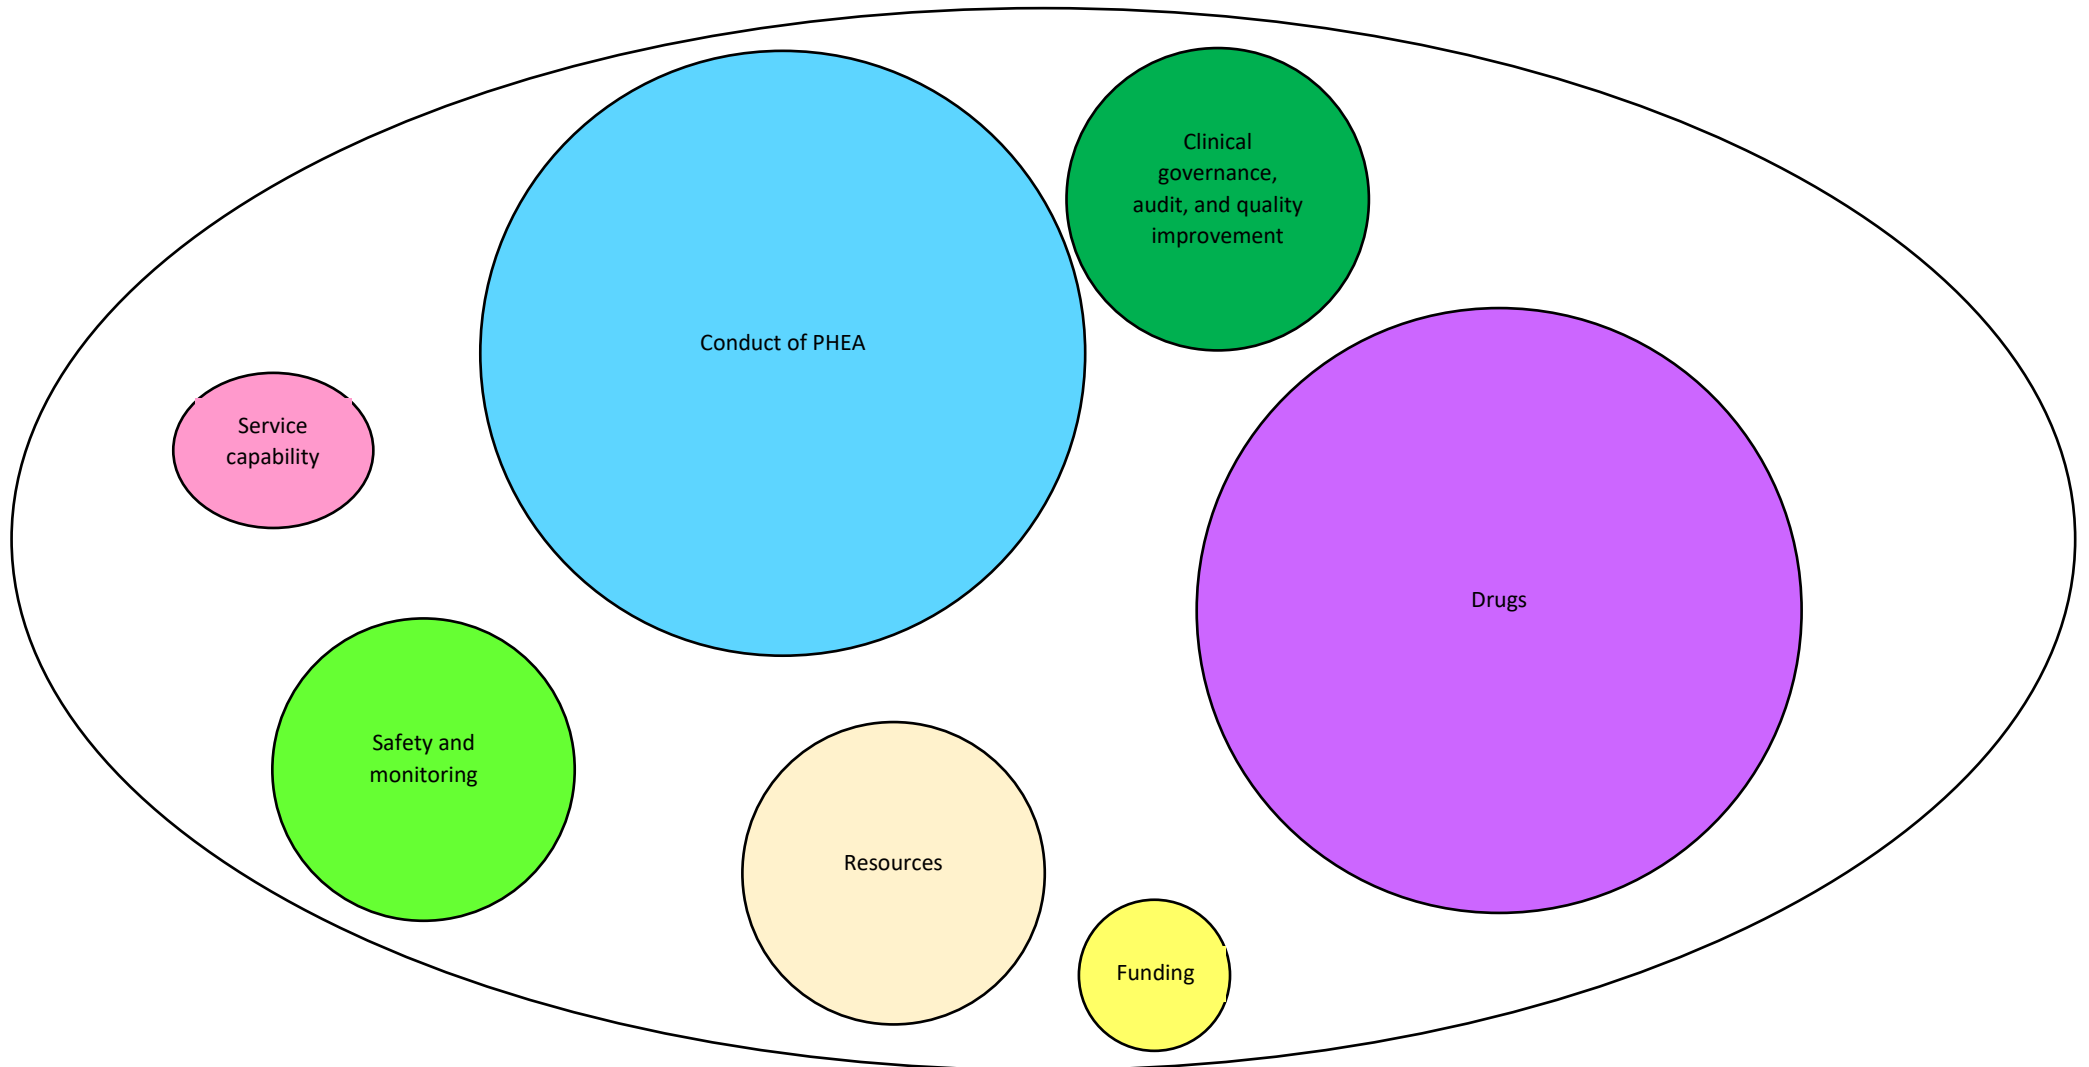 Clinical
governance,
audit, and quality
improvement
Conduct of PHEA
Service
capability
Drugs
Safety and
monitoring
Resources
Funding